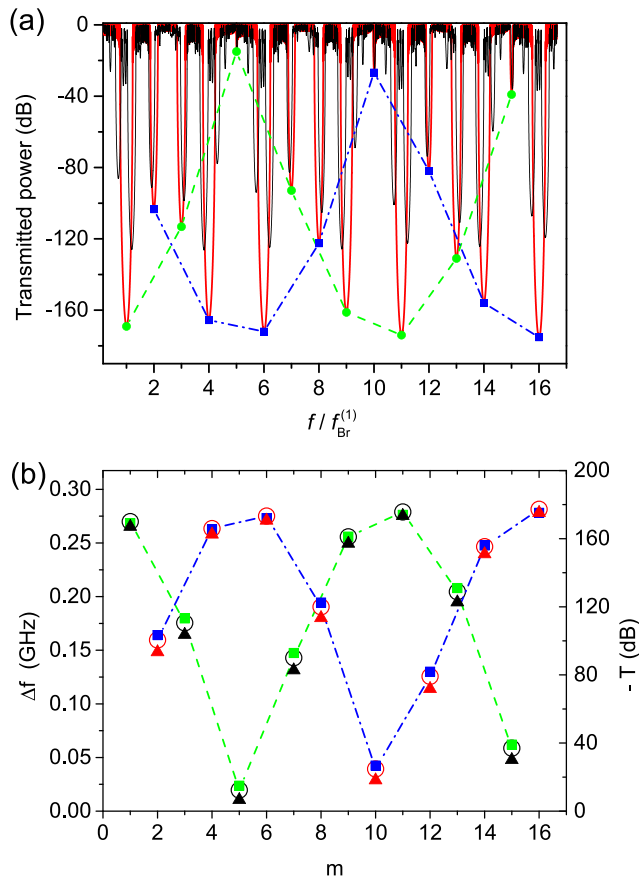 (a)
0
-40
-80
-120
-160
Transmitted power (dB)
2 4 6 8 10 12 14 16
f / f_Br^(1)
(b)
0.30
0.25
0.20
0.15
0.10
0.05
0.00
Δf (GHz)
200
160
120
80
40
0
- T (dB)
0 2 4 6 8 10 12 14 16
m